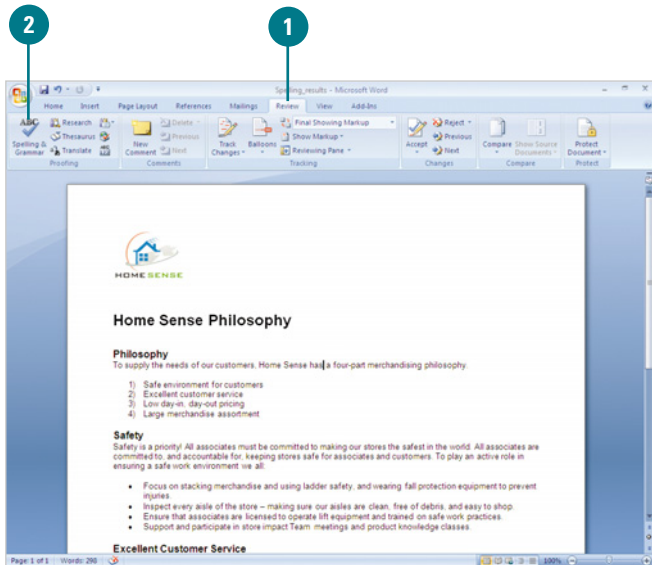 2
1
Spelling_results - Microsoft Word
Home Insert Page Layout References Mailings Review View Add-Ins
ABC Research Delete Final Showing Markup Reject
Spelling & Grammar Thesaurus New Comment Previous Track Changes Balloons Show Markup Accept Previous Compare Show Source Documents Protect Document
Translate Next Reviewing Pane Next
Proofing Comments Tracking Changes Compare Protect
HOMESENSE
Home Sense Philosophy
Philosophy
To supply the needs of our customers, Home Sense has a four-part merchandising philosophy.
1) Safe environment for customers
2) Excellent customer service
3) Low day-in, day-out pricing
4) Large merchandise assortment
Safety
Safety is a priority! All associates must be committed to making our stores the safest in the world. All associates are
committed to, and accountable for, keeping stores safe for associates and customers. To play an active role in
ensuring a safe work environment we all:
• Focus on stacking merchandise and using ladder safety, and wearing fall protection equipment to prevent
injuries.
• Inspect every aisle of the store – making sure our aisles are clean, free of debris, and easy to shop.
• Ensure that associates are licensed to operate lift equipment and trained on safe work practices.
• Support and participate in store impact Team meetings and product knowledge classes.
Excellent Customer Service
Page: 1 of 1 Words: 298 100%